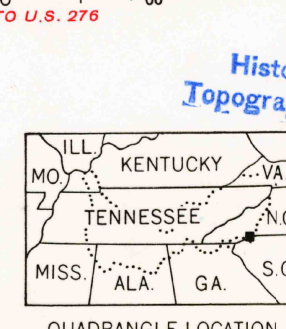 TO U.S. 276
Histo
Topogra
ILL.
MO.
KENTUCKY
VA
TENNESSEE
N.C
MISS.
ALA.
GA.
S.C
QUADRANGLE LOCATION